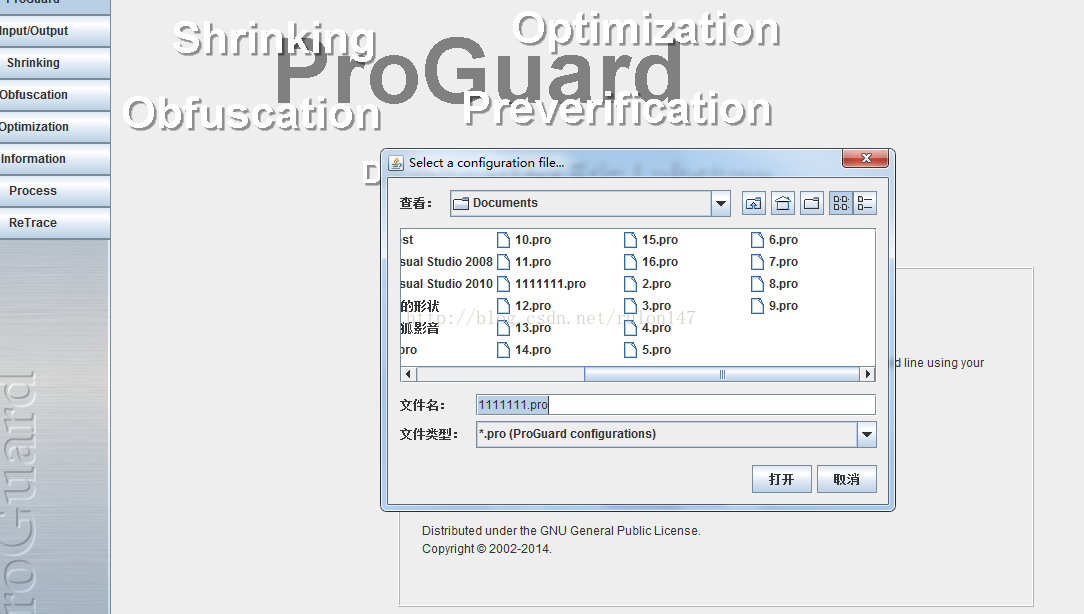 ProGuard
Input/Output
Shrinking
Obfuscation
Optimization
Information
Process
ReTrace
ProGuard
Shrinking
Optimization
ProGuard
Obfuscation
Preverification
D
Select a configuration file...
查看：
Documents
est
sual Studio 2008
sual Studio 2010
的形状
狐影音
pro
10.pro
11.pro
1111111.pro
12.pro
13.pro
14.pro
15.pro
16.pro
2.pro
3.pro
4.pro
5.pro
6.pro
7.pro
8.pro
9.pro
http://blog.csdn.net/rulon147
文件名：
1111111.pro
文件类型：
*.pro (ProGuard configurations)
打开
取消
d line using your
Distributed under the GNU General Public License.
Copyright © 2002-2014.